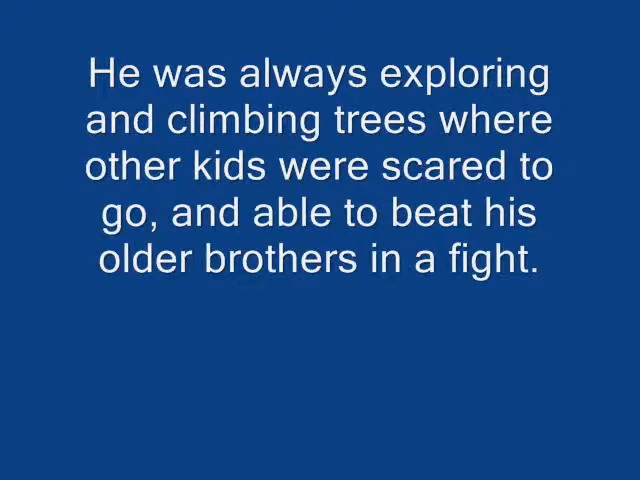 He was always exploring
and climbing trees where
other kids were scared to
go, and able to beat his
older brothers in a fight.